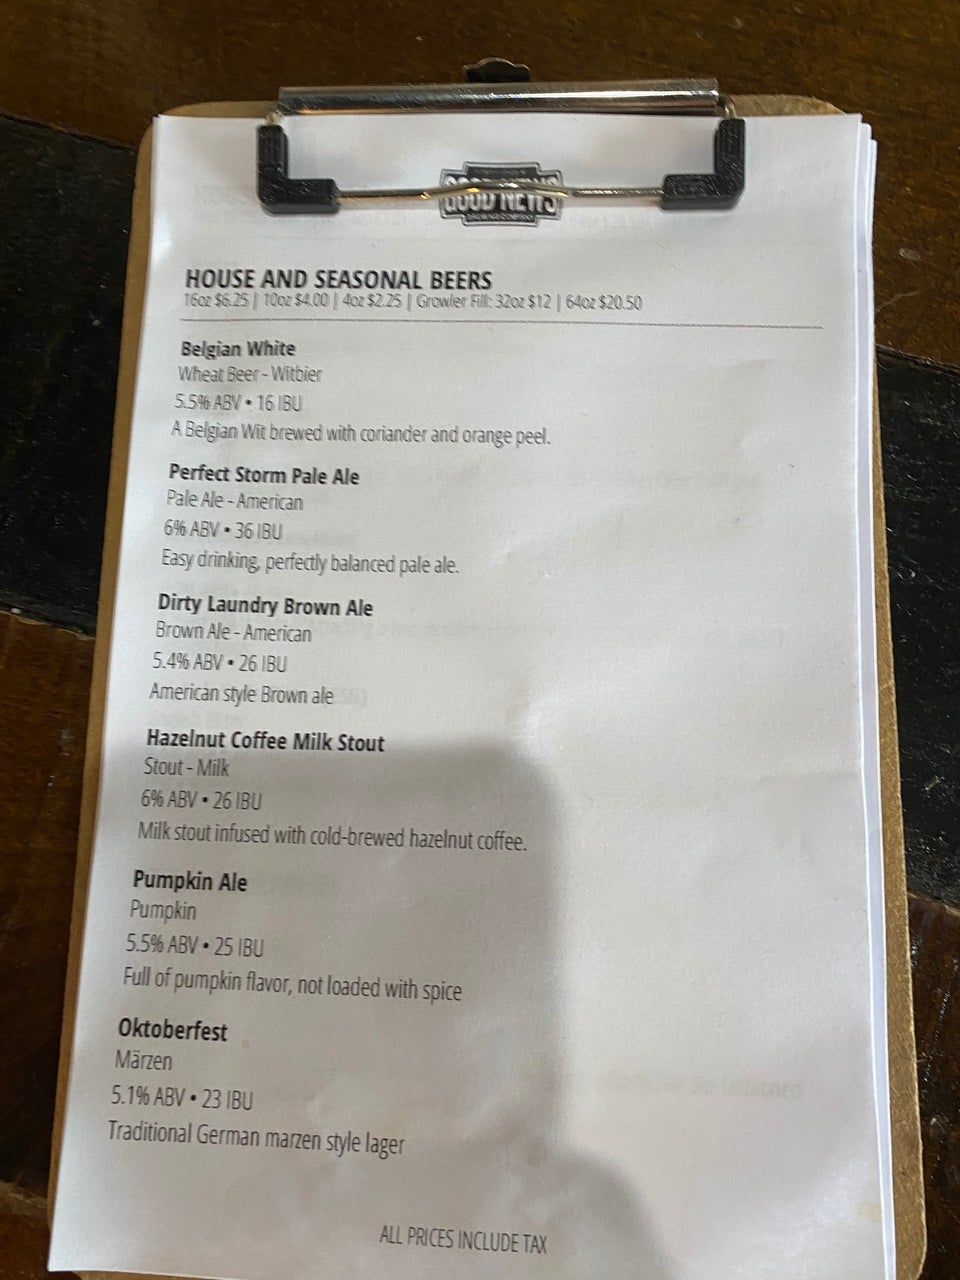 GOOD NEWS
BREWING COMPANY
HOUSE AND SEASONAL BEERS
16oz $6.25 | 10oz $4.00 | 4oz $2.25 | Growler Fill: 32oz $12 | 64oz $20.50
Belgian White
Wheat Beer - Witbier
5.5% ABV • 16 IBU
A Belgian Wit brewed with coriander and orange peel.
Perfect Storm Pale Ale
Pale Ale - American
6% ABV • 36 IBU
Easy drinking, perfectly balanced pale ale.
Dirty Laundry Brown Ale
Brown Ale - American
5.4% ABV • 26 IBU
American style Brown ale
Hazelnut Coffee Milk Stout
Stout - Milk
6% ABV • 26 IBU
Milk stout infused with cold-brewed hazelnut coffee.
Pumpkin Ale
Pumpkin
5.5% ABV • 25 IBU
Full of pumpkin flavor, not loaded with spice
Oktoberfest
Märzen
5.1% ABV • 23 IBU
Traditional German marzen style lager
ALL PRICES INCLUDE TAX